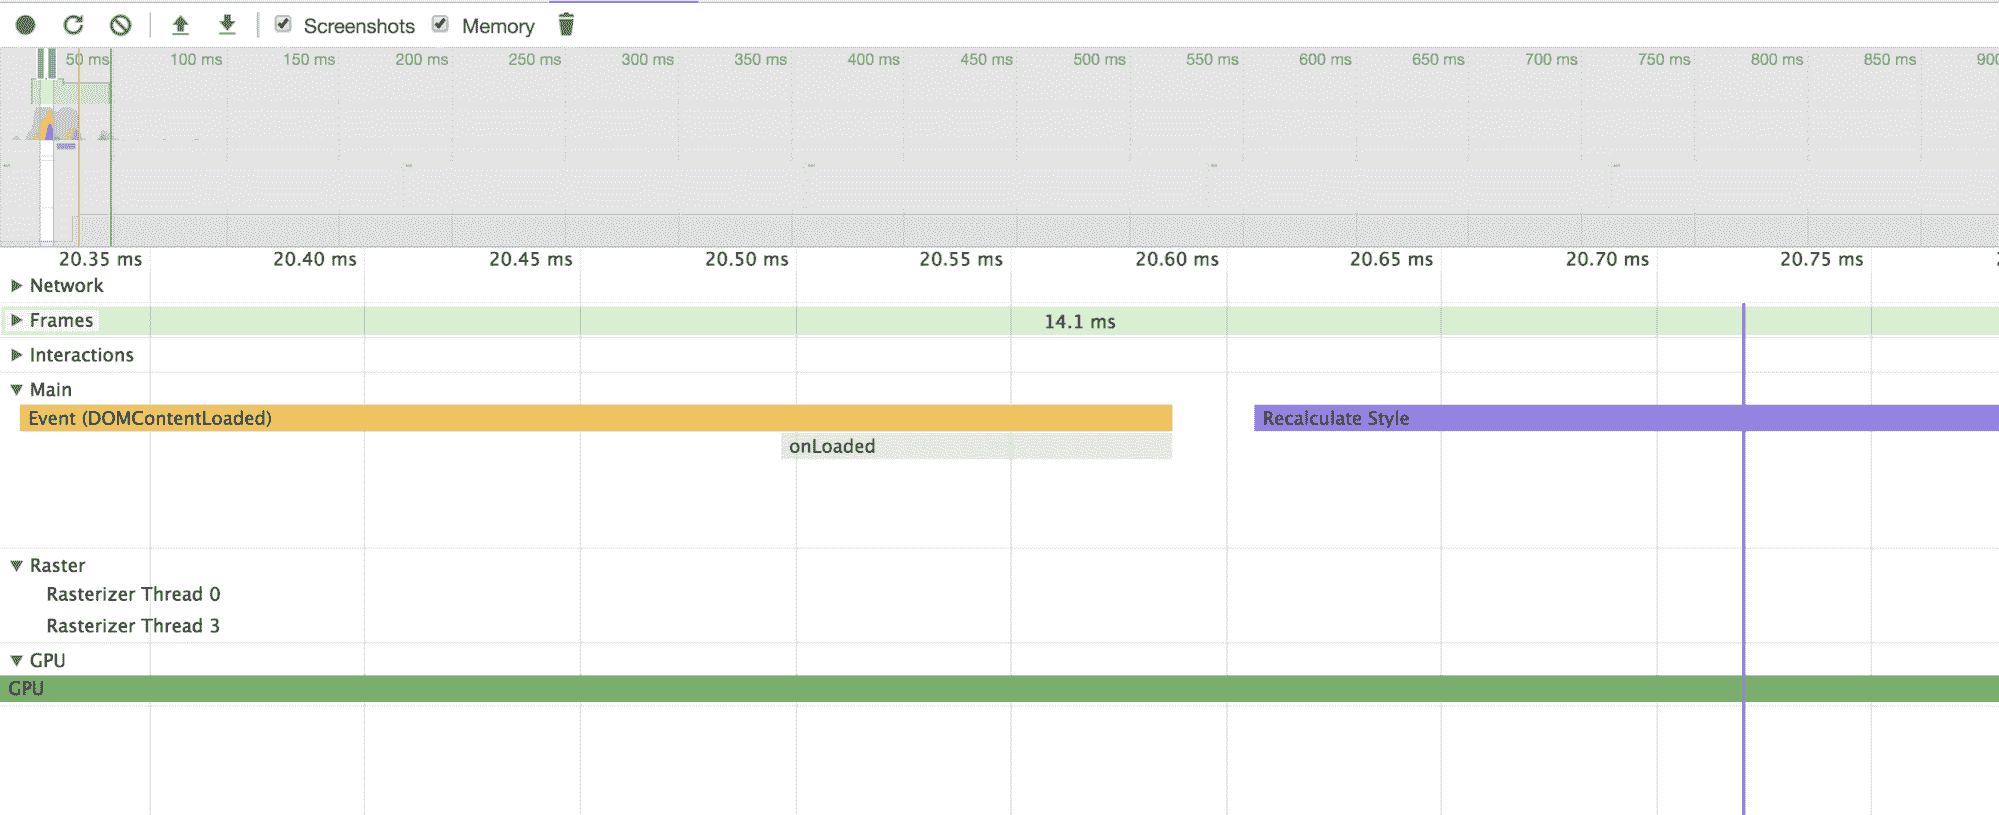 Screenshots Memory
50 ms 100 ms 150 ms 200 ms 250 ms 300 ms 350 ms 400 ms 450 ms 500 ms 550 ms 600 ms 650 ms 700 ms 750 ms 800 ms 850 ms 900
20.35 ms 20.40 ms 20.45 ms 20.50 ms 20.55 ms 20.60 ms 20.65 ms 20.70 ms 20.75 ms
Network
Frames 14.1 ms
Interactions
Main
Event (DOMContentLoaded) Recalculate Style
onLoaded
Raster
Rasterizer Thread 0
Rasterizer Thread 3
GPU
GPU